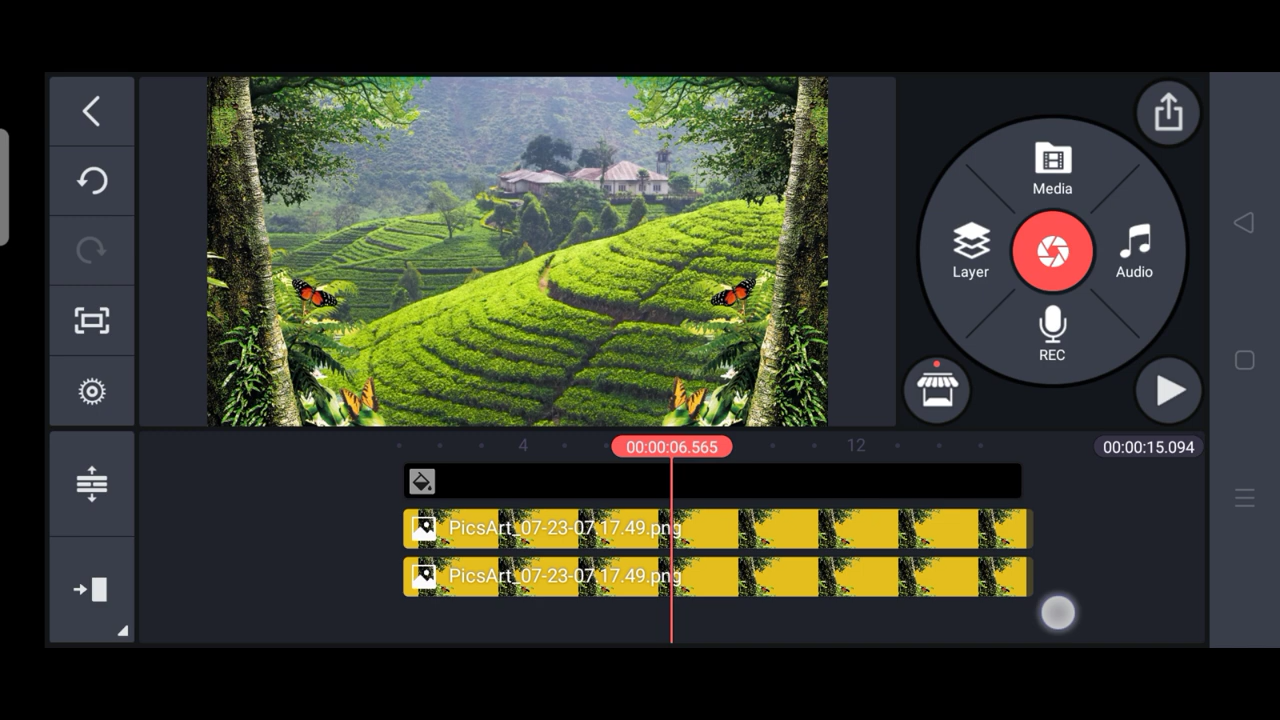 Media
Layer
Audio
REC
4
00:00:06.565
12
00:00:15.094
PicsArt_07-23-07.17.49.png
PicsArt_07-23-07.17.49.png